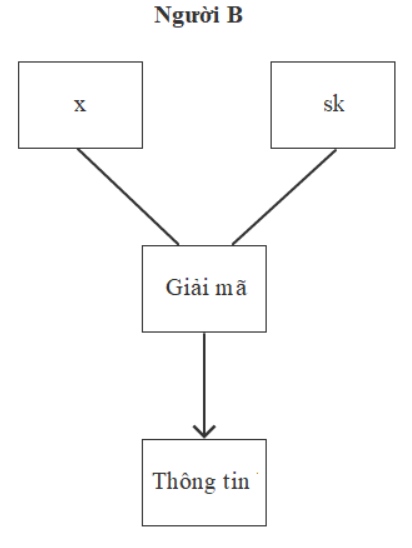 Người B
x
sk
Giải mã
Thông tin